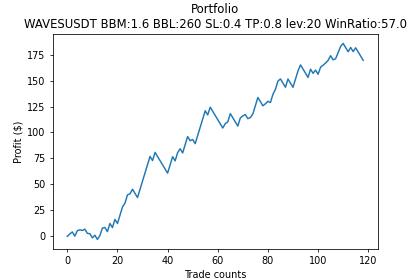 Portfolio
WAVESUSDT BBM:1.6 BBL:260 SL:0.4 TP:0.8 lev:20 WinRatio:57.0
Profit ($)
175
150
125
100
75
50
25
0
0 20 40 60 80 100 120
Trade counts